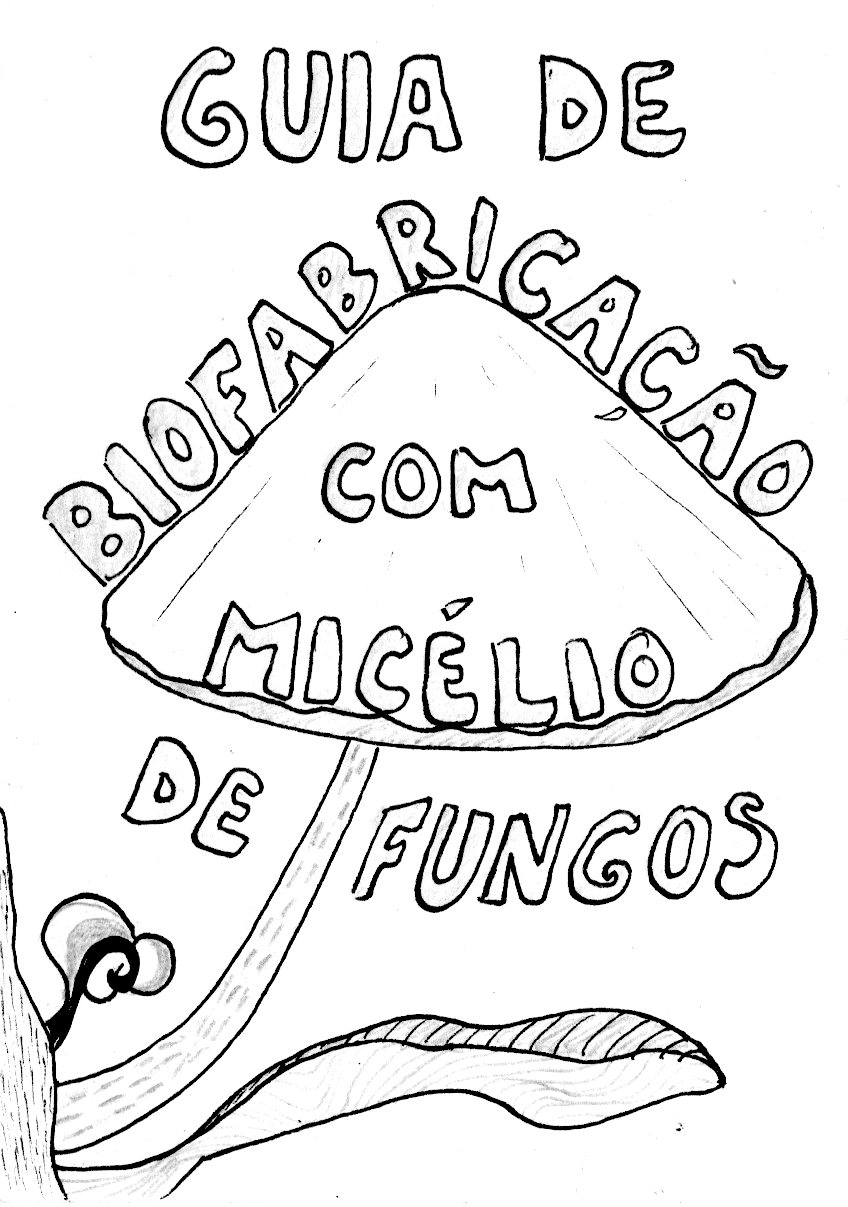 GUIA DE
BIOFABRICAÇÃO
COM
MICÉLIO
DE FUNGOS